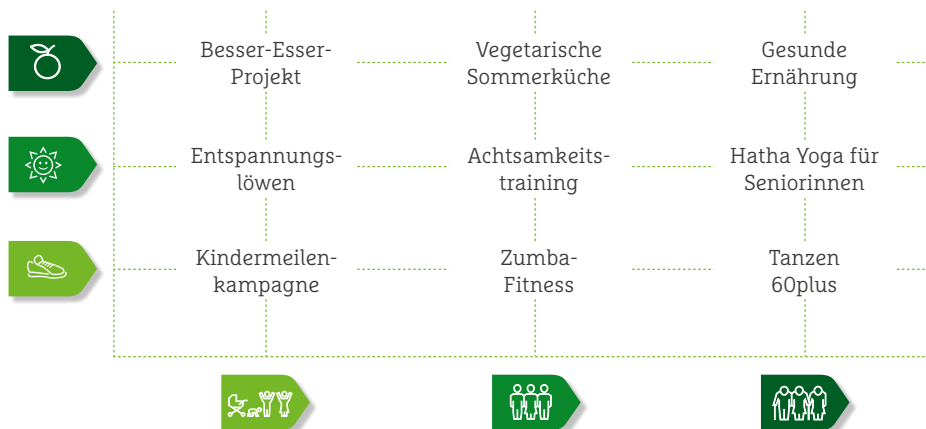 Besser-Esser-
Projekt
Vegetarische
Sommerküche
Gesunde
Ernährung
Entspannungs-
löwen
Achtsamkeits-
training
Hatha Yoga für
Seniorinnen
Kindermeilen-
kampagne
Zumba-
Fitness
Tanzen
60plus